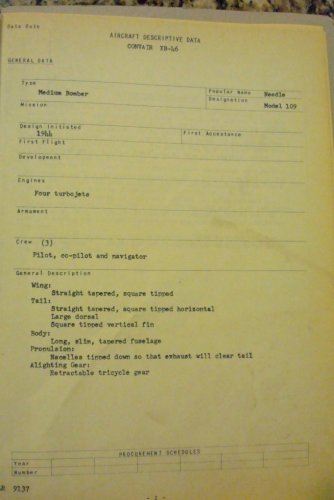 Data Date
AIRCRAFT DESCRIPTIVE DATA
CONVAIR XB-46
GENERAL DATA
Type
Medium Bomber
Popular Name Needle
Mission
Designation Model 109
Design Initiated
1944
First Acceptance
First Flight
Development
Engines
Four turbojets
Armament
Crew (3)
Pilot, co-pilot and navigator
General Description
Wing:
Straight tapered, square tipped
Tail:
Straight tapered, square tipped horizontal
Large dorsal
Square tipped vertical fin
Body:
Long, slim, tapered fuselage
Propulsion:
Nacelles tipped down so that exhaust will clear tail
Alighting Gear:
Retractable tricycle gear
PROCUREMENT SCHEDULES
Year
Number
9137
- 2 -